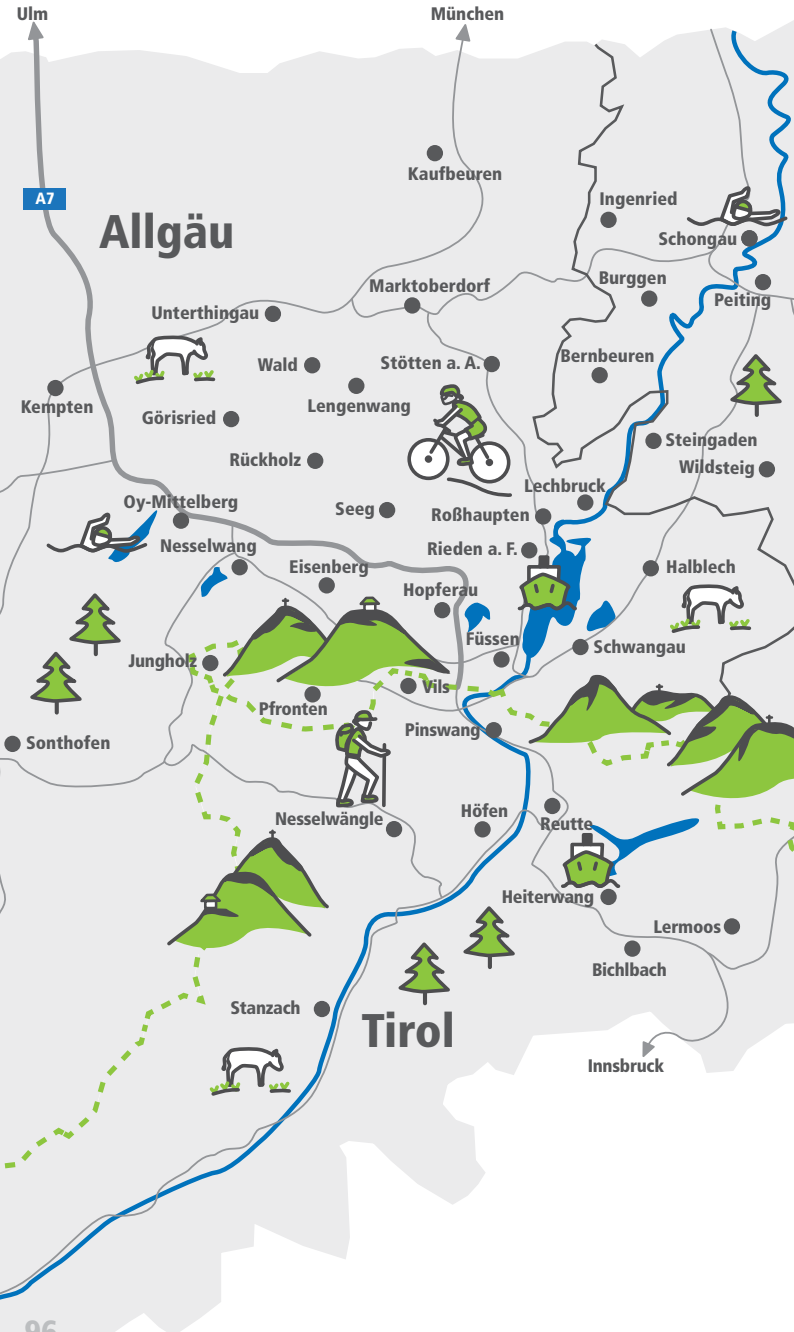 Ulm
München
Kaufbeuren
A7
Ingenried
Allgäu
Schongau
Burggen
Marktoberdorf
Peiting
Unterthingau
Bernbeuren
Wald
Stötten a. A.
Kempten
Lengenwang
Görisried
Steingaden
Rückholz
Wildsteig
Lechbruck
Oy-Mittelberg
Seeg
Roßhaupten
Nesselwang
Rieden a. F.
Eisenberg
Halblech
Hopferau
Füssen
Schwangau
Jungholz
Vils
Pfronten
Pinswang
Sonthofen
Nesselwängle
Höfen
Reutte
Heiterwang
Lermoos
Bichlbach
Stanzach
Tirol
Innsbruck
96